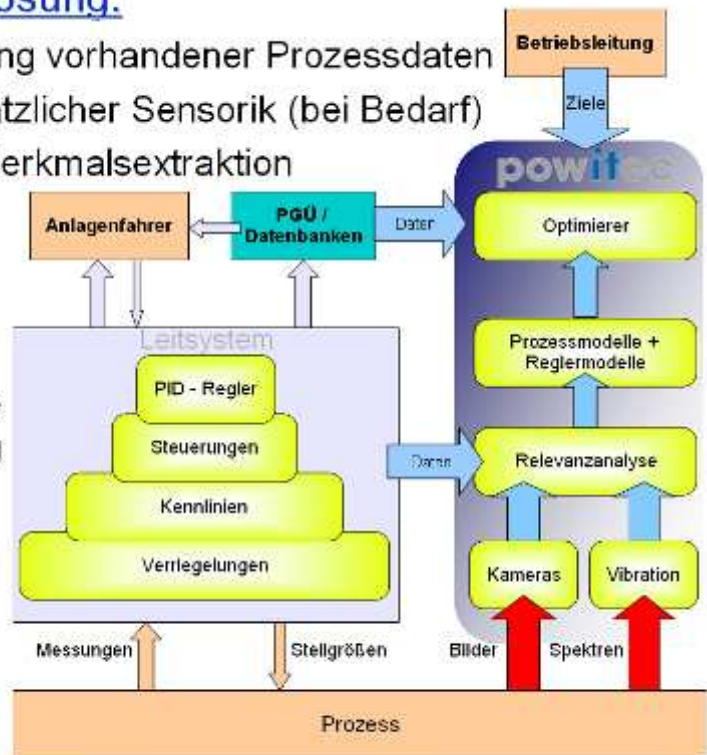 ösung:
ng vorhandener Prozessdaten
tzlicher Sensorik (bei Bedarf)
erkmalsextraktion
Betriebsleitung
Ziele
powitec
Anlagenfahrer
PGÜ /
Datenbanken
Daten
Optimierer
Leitsystem
PID - Regler
Prozessmodelle +
Reglermodelle
Steuerungen
Daten
Relevanzanalyse
Kennlinien
Verriegelungen
Kameras
Vibration
Messungen
Stellgrößen
Bilder
Spektren
Prozess